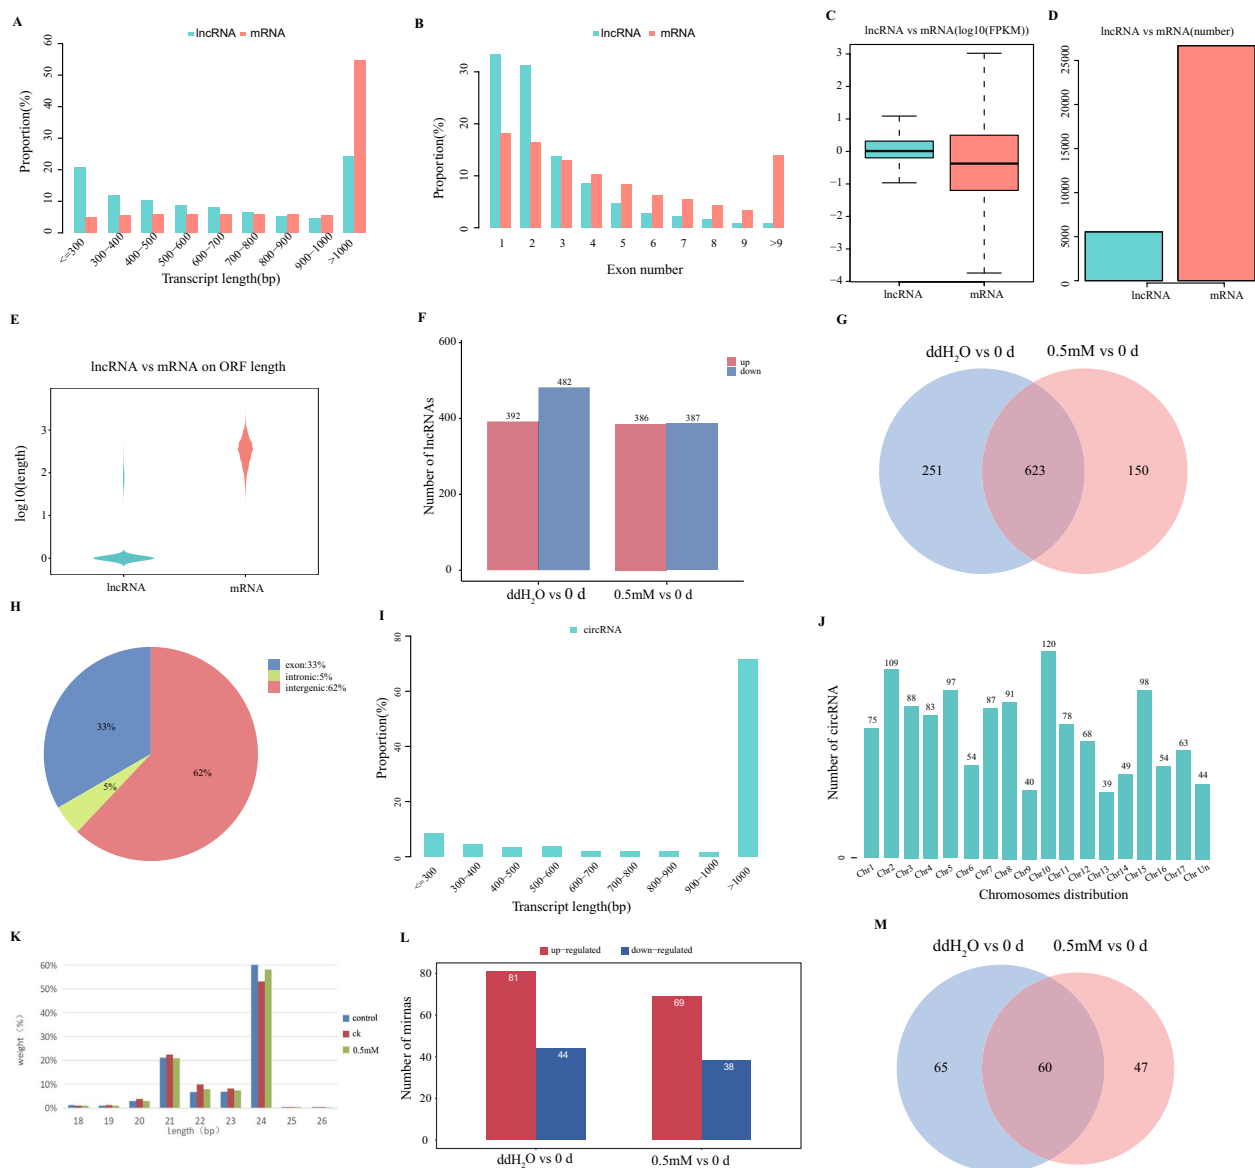 A
lncRNA mRNA
Proportion(%)
0 10 20 30 40 50 60
<=300 300-400 400-500 500-600 600-700 700-800 800-900 900-1000 >1000
Transcript length(bp)
B
lncRNA mRNA
Proportion(%)
0 10 20 30
1 2 3 4 5 6 7 8 9 >9
Exon number
C
lncRNA vs mRNA(log10(FPKM))
3
2
1
0
-1
-2
-3
-4
lncRNA mRNA
D
lncRNA vs mRNA(number)
0 5000 10000 15000 20000 25000
lncRNA mRNA
E
lncRNA vs mRNA on ORF length
log10(length)
3
2
1
0
lncRNA mRNA
F
up
down
Number of lncRNAs
600
400
200
0
392 482 386 387
ddH2O vs 0 d 0.5mM vs 0 d
G
ddH2O vs 0 d 0.5mM vs 0 d
251 623 150
H
exon:33%
intronic:5%
intergenic:62%
33%
5%
62%
I
circRNA
Proportion(%)
0 20 40 60 80
<=300 300-400 400-500 500-600 600-700 700-800 800-900 900-1000 >1000
Transcript length(bp)
J
Number of circRNA
0
75 109 88 83 97 54 87 91 40 120 78 68 39 49 98 54 63 44
Chr1 Chr2 Chr3 Chr4 Chr5 Chr6 Chr7 Chr8 Chr9 Chr10 Chr11 Chr12 Chr13 Chr14 Chr15 Chr16 Chr17 Chr Un
Chromosomes distribution
K
weight (%)
60%
50%
40%
30%
20%
10%
0%
18 19 20 21 22 23 24 25 26
Length (bp)
control
ck
0.5mM
L
up-regulated down-regulated
Number of mirnas
80
60
40
20
0
81 44 69 38
ddH2O vs 0 d 0.5mM vs 0 d
M
ddH2O vs 0 d 0.5mM vs 0 d
65 60 47